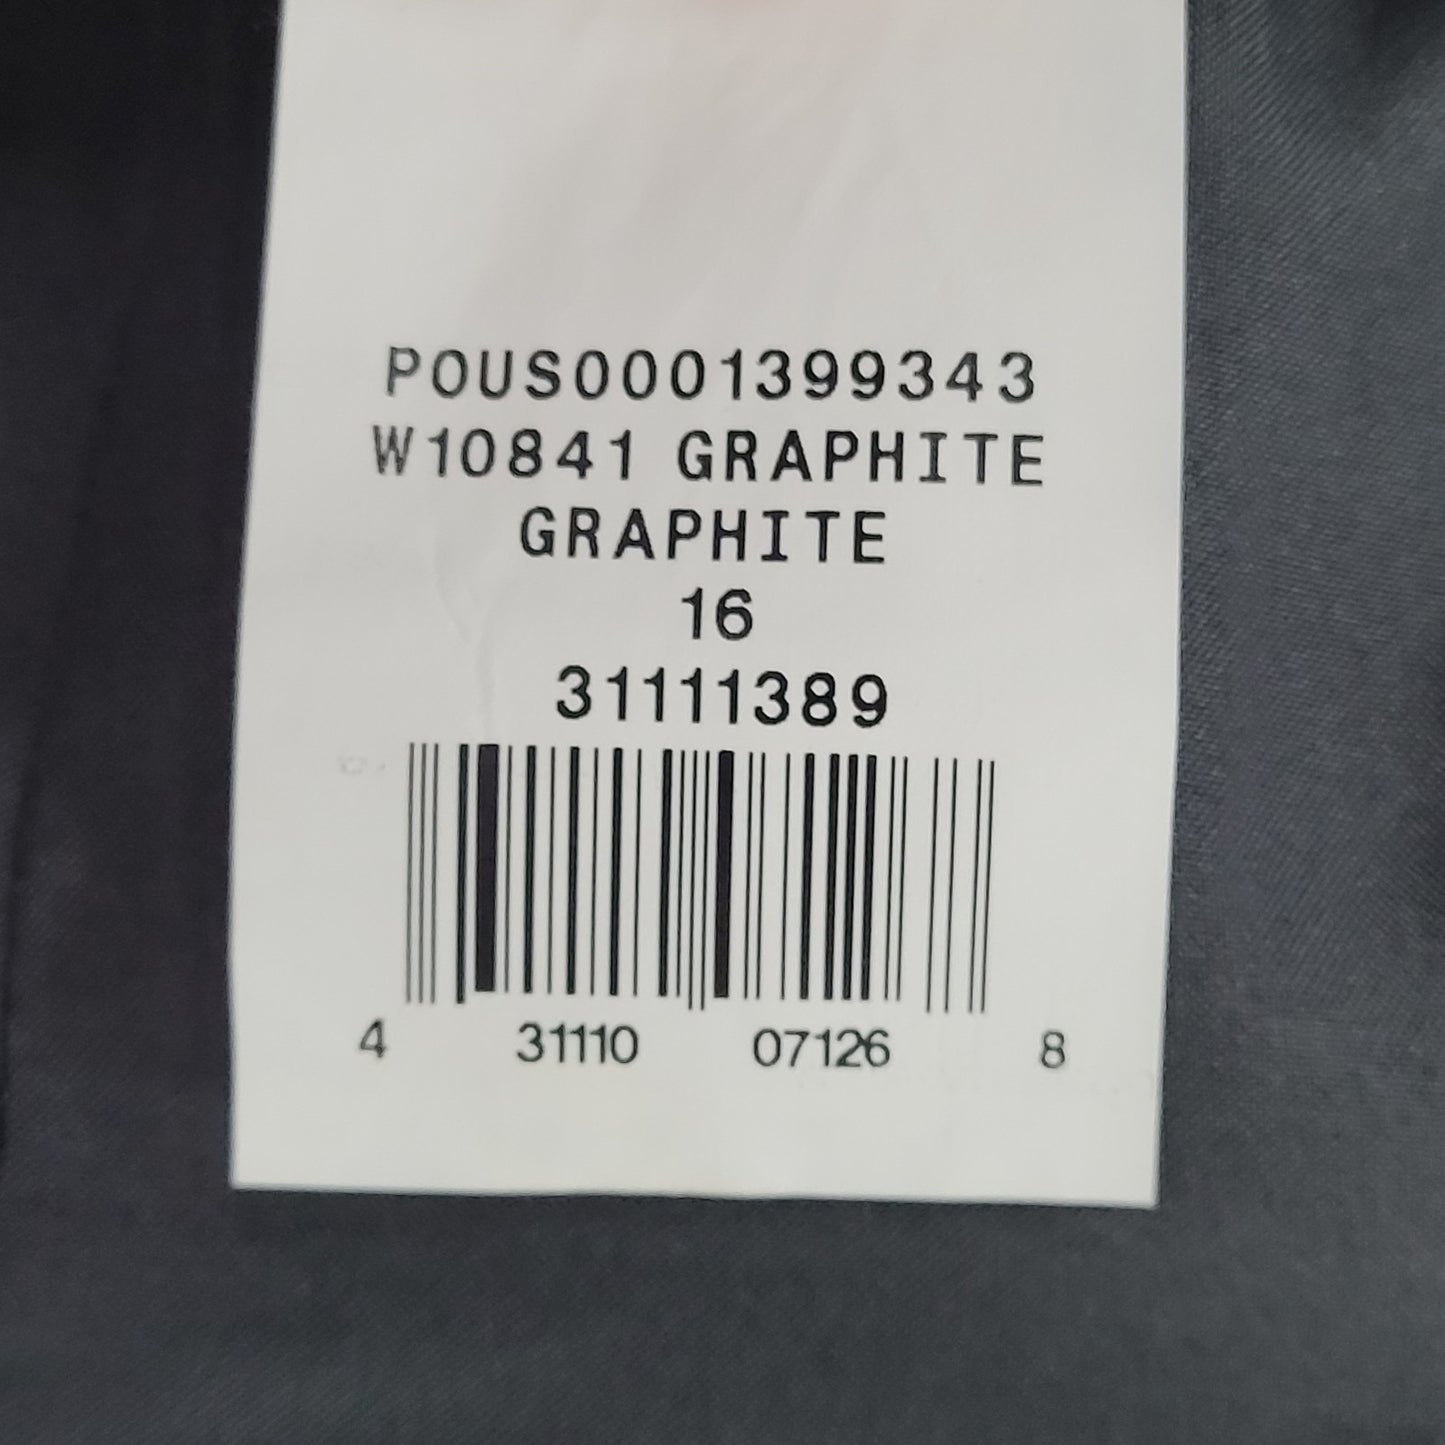 POUS0001399343
W10841 GRAPHITE
GRAPHITE
16
31111389
4 31110 07126 8